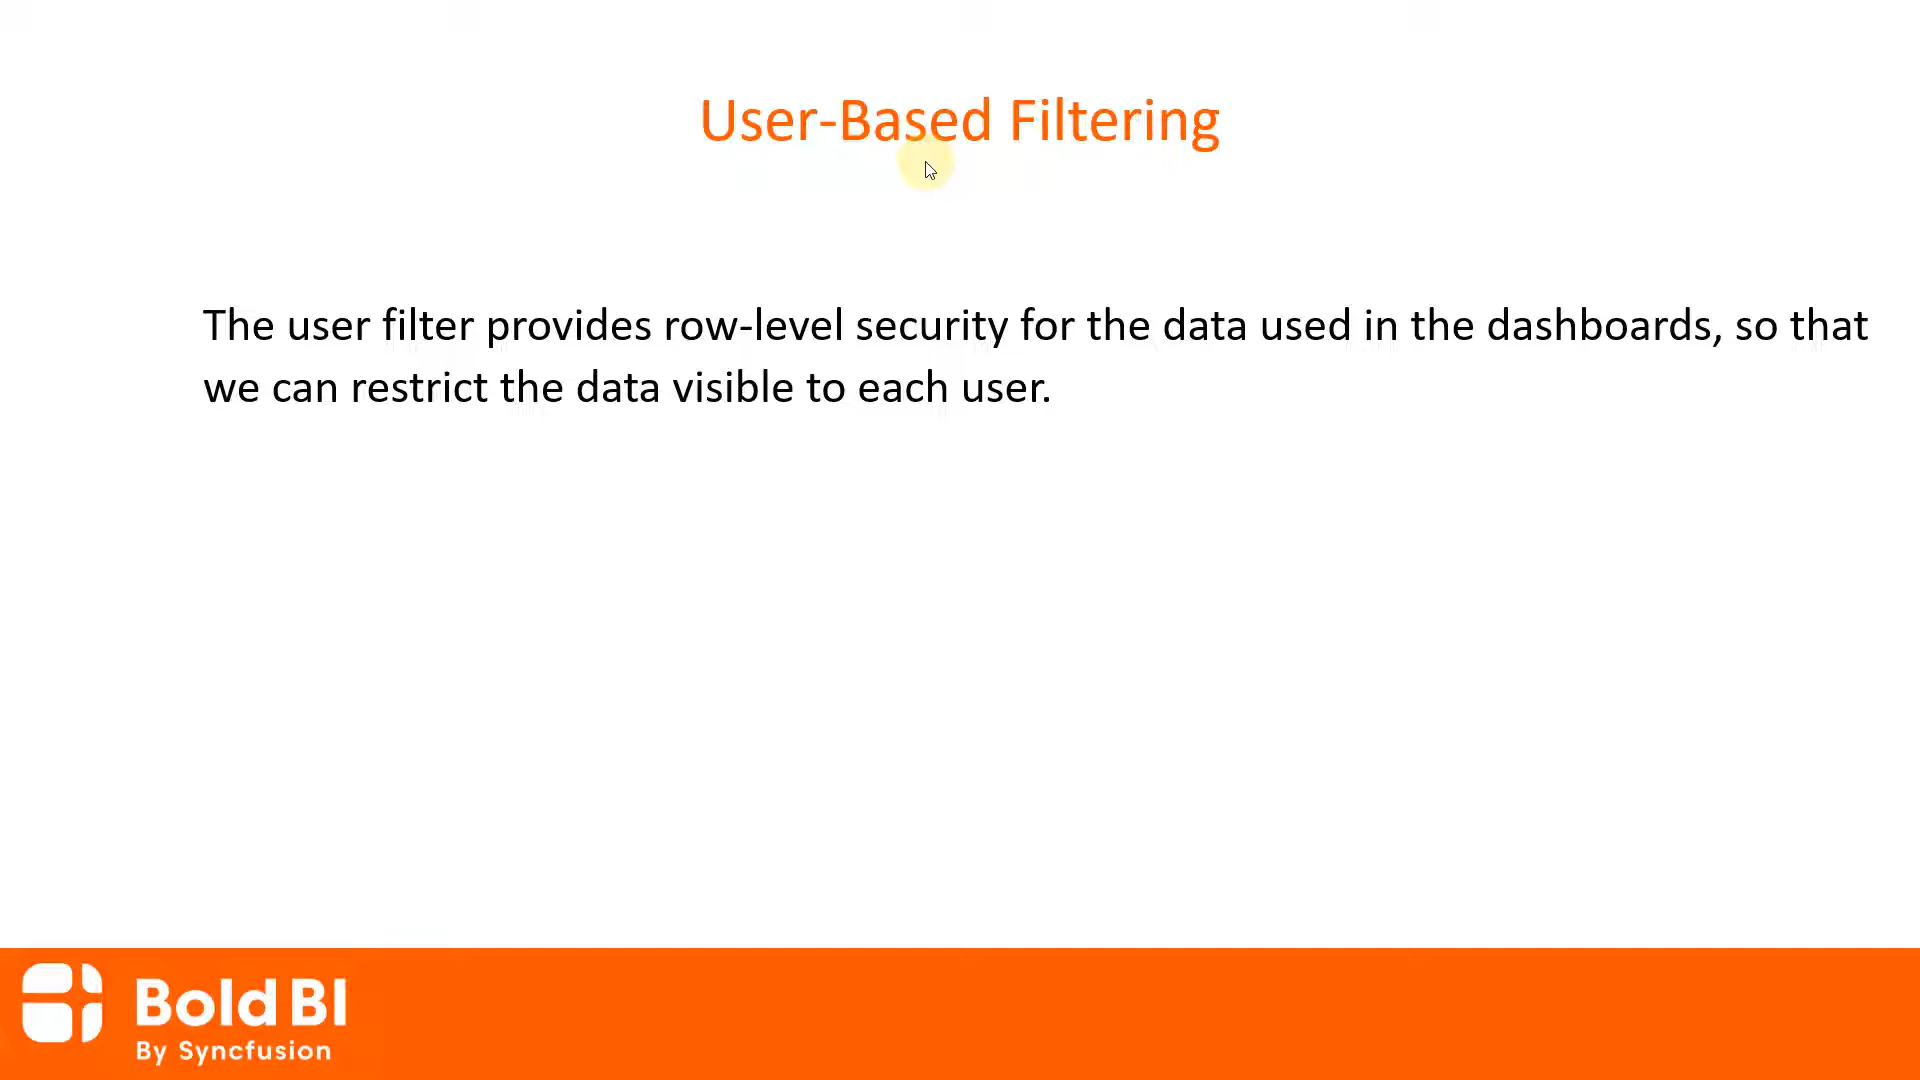 User-Based Filtering
The user filter provides row-level security for the data used in the dashboards, so that
we can restrict the data visible to each user.
Bold BI
By Syncfusion